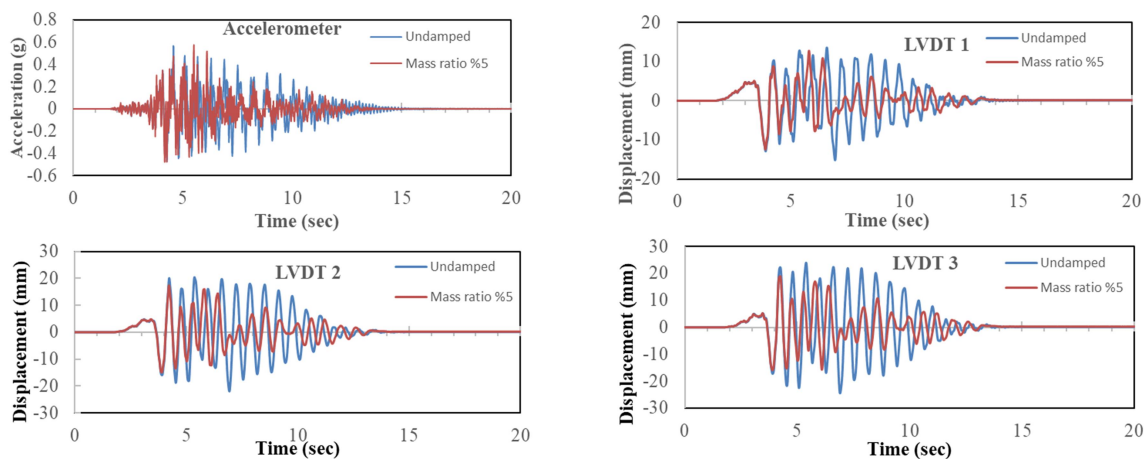 Accelerometer
Undamped
Mass ratio %5
Acceleration (g)
0.8
0.6
0.4
0.2
0
-0.2
-0.4
-0.6
0 5 10 15 20
Time (sec)
LVDT 1
Undamped
Mass ratio %5
Displacement (mm)
20
10
0
-10
-20
0 5 10 15 20
Time (sec)
LVDT 2
Undamped
Mass ratio %5
Displacement (mm)
30
20
10
0
-10
-20
-30
0 5 10 15 20
Time (sec)
LVDT 3
Undamped
Mass ratio %5
Displacement (mm)
30
20
10
0
-10
-20
-30
0 5 10 15 20
Time (sec)